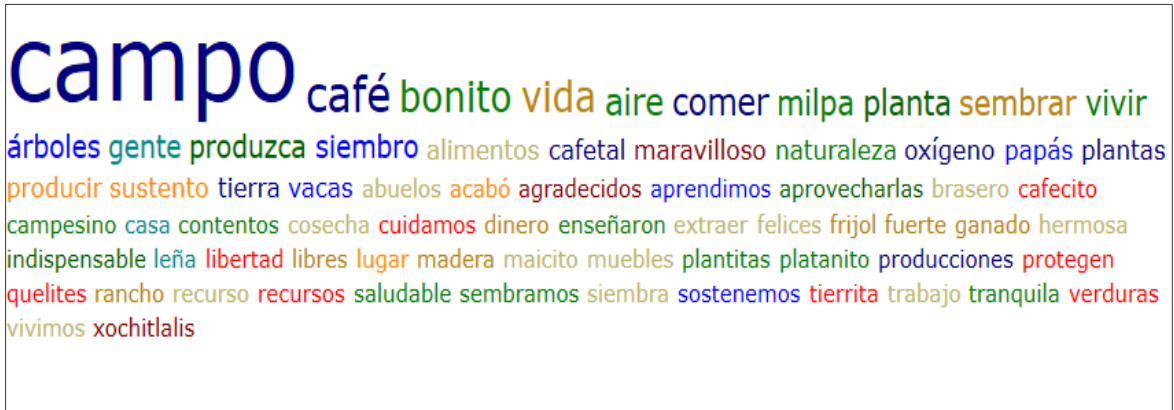 campo café bonito vida aire comer milpa planta sembrar vivir
árboles gente produzca siembro alimentos cafetal maravilloso naturaleza oxígeno papás plantas
producir sustento tierra vacas abuelos acabó agradecidos aprendimos aprovecharlas brasero cafecito
campesino casa contentos cosecha cuidamos dinero enseñaron extraer felices frijol fuerte ganado hermosa
indispensable leña libertad libres lugar madera maicito muebles plantitas platanito producciones protegen
quelites rancho recurso recursos saludable sembramos siembra sostenemos tierrita trabajo tranquila verduras
vivimos xochitlalis